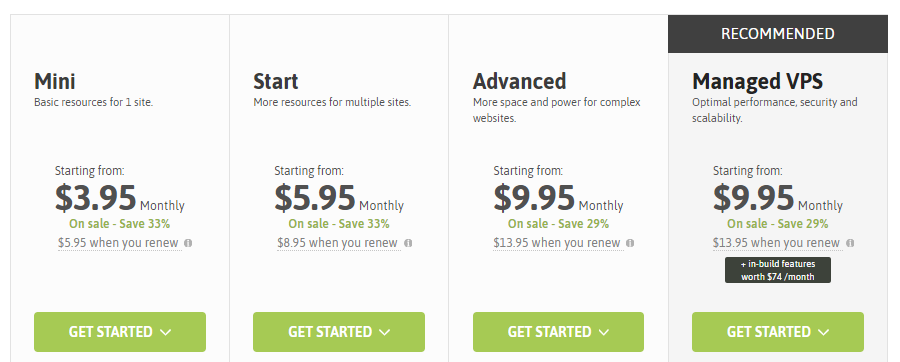 RECOMMENDED
Mini
Basic resources for 1 site.
Starting from:
$3.95 Monthly
On sale - Save 33%
$5.95 when you renew
GET STARTED
Start
More resources for multiple sites.
Starting from:
$5.95 Monthly
On sale - Save 33%
$8.95 when you renew
GET STARTED
Advanced
More space and power for complex
websites.
Starting from:
$9.95 Monthly
On sale - Save 29%
$13.95 when you renew
GET STARTED
Managed VPS
Optimal performance, security and
scalability.
Starting from:
$9.95 Monthly
On sale - Save 29%
$13.95 when you renew
+ in-build features
worth $74 /month
GET STARTED